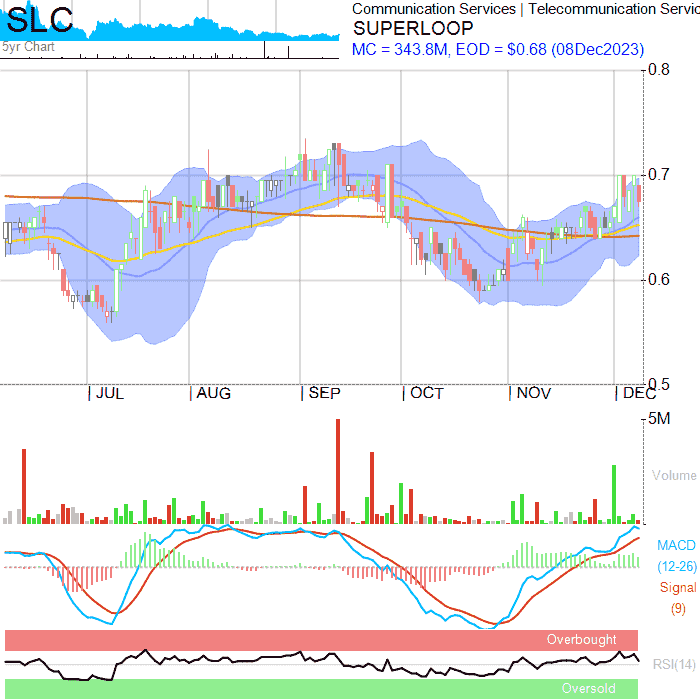 SLC
5yr Chart
Communication Services | Telecommunication Servic
SUPERLOOP
MC = 343.8M, EOD = $0.68 (08Dec2023)
0.8
0.7
0.6
0.5
JUL
AUG
SEP
OCT
NOV
DEC
5M
Volume
MACD
(12-26)
Signal
(9)
Overbought
RSI(14)
Oversold